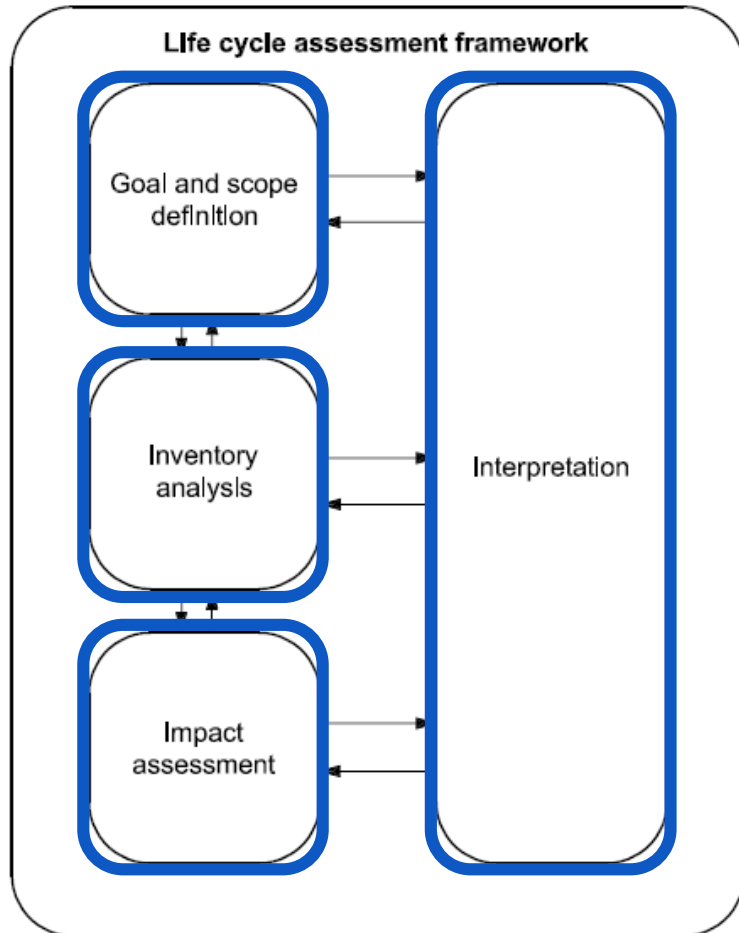 Life cycle assessment framework
Goal and scope
definition
Inventory
analysis
Interpretation
Impact
assessment